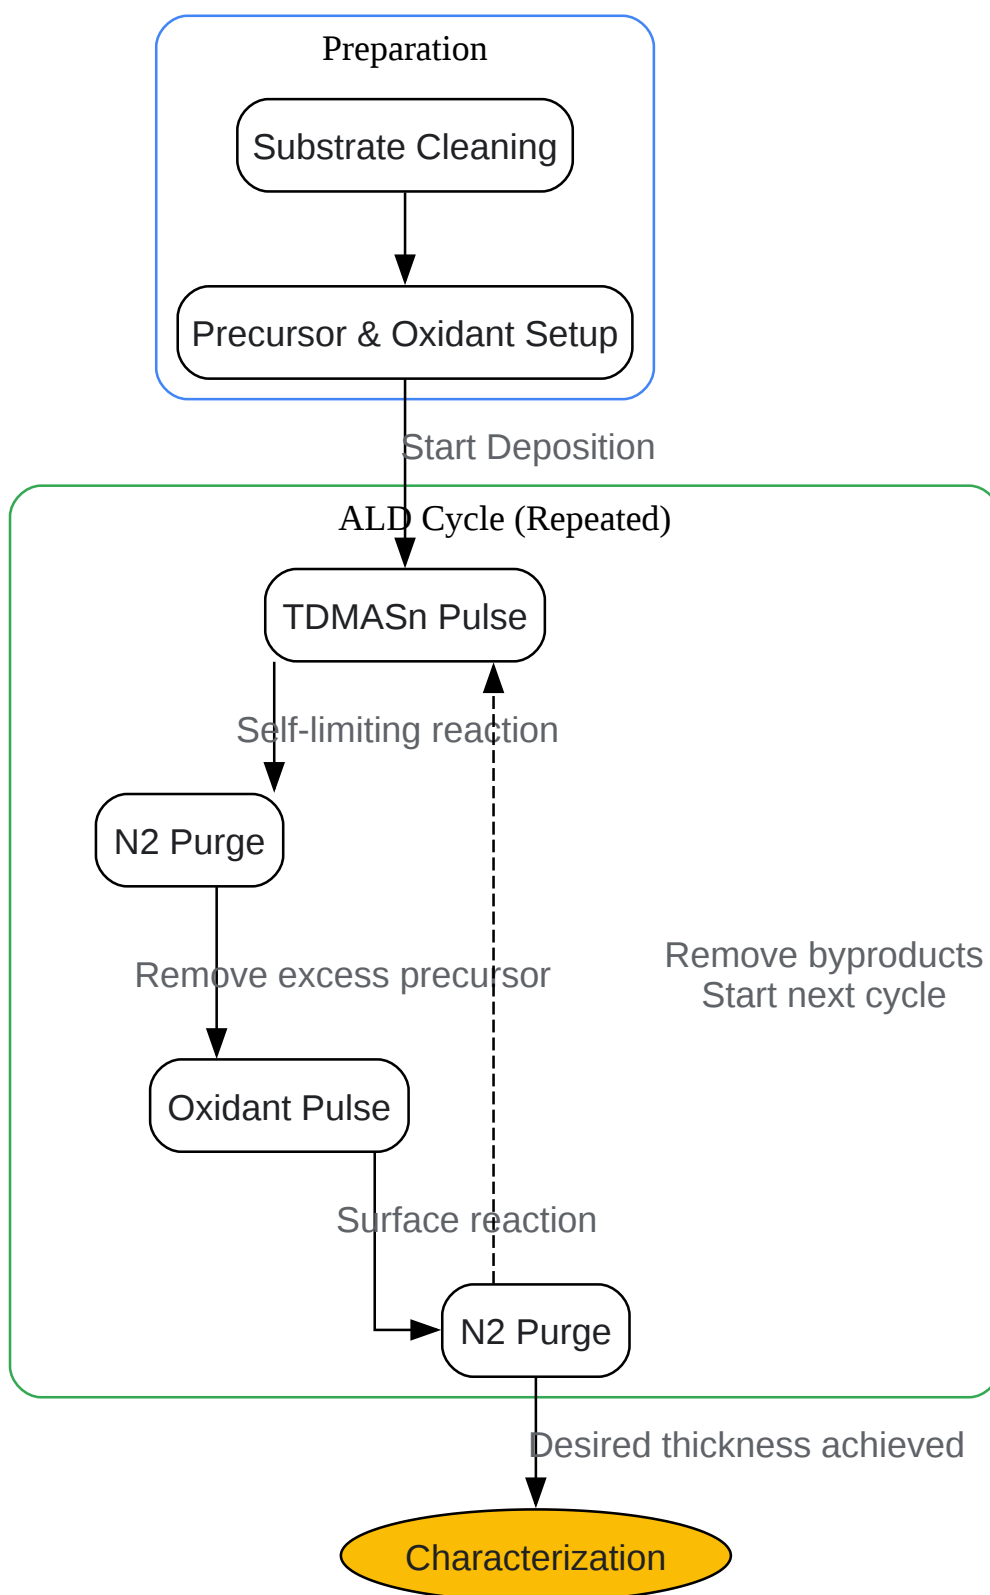 Preparation
Substrate Cleaning
Precursor & Oxidant Setup
Start Deposition
ALD Cycle (Repeated)
TDMASn Pulse
Self-limiting reaction
N2 Purge
Remove excess precursor
Remove byproducts
Start next cycle
Oxidant Pulse
Surface reaction
N2 Purge
Desired thickness achieved
Characterization